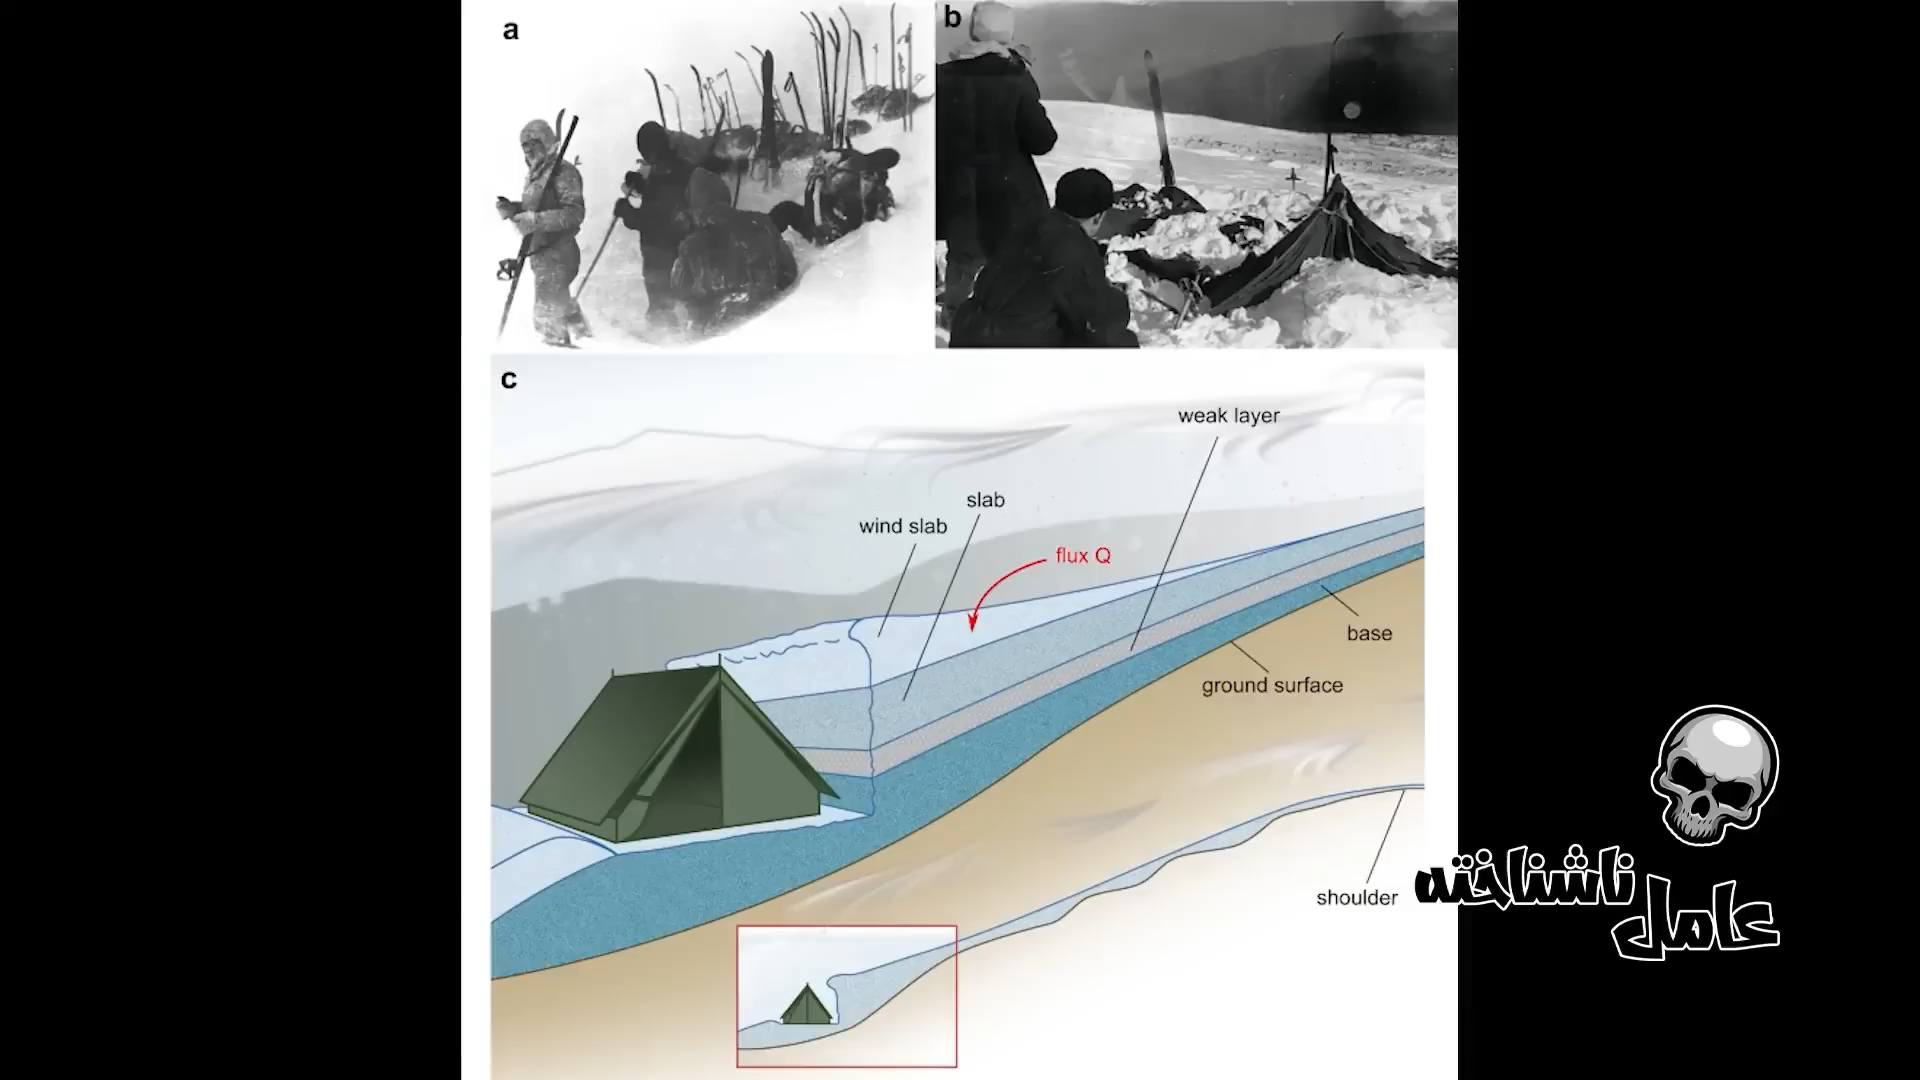 a
b
c
weak layer
slab
wind slab
flux Q
base
ground surface
shoulder
عامل ناشناخته